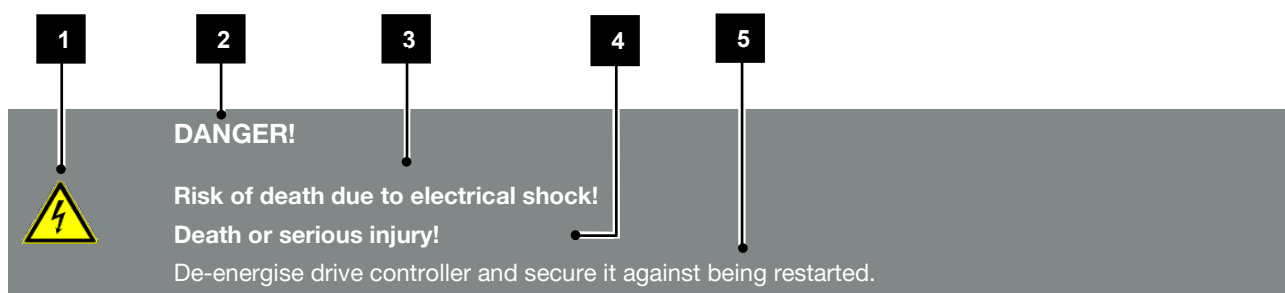 1 2 3 4 5
DANGER!
Risk of death due to electrical shock!
Death or serious injury!
De-energise drive controller and secure it against being restarted.